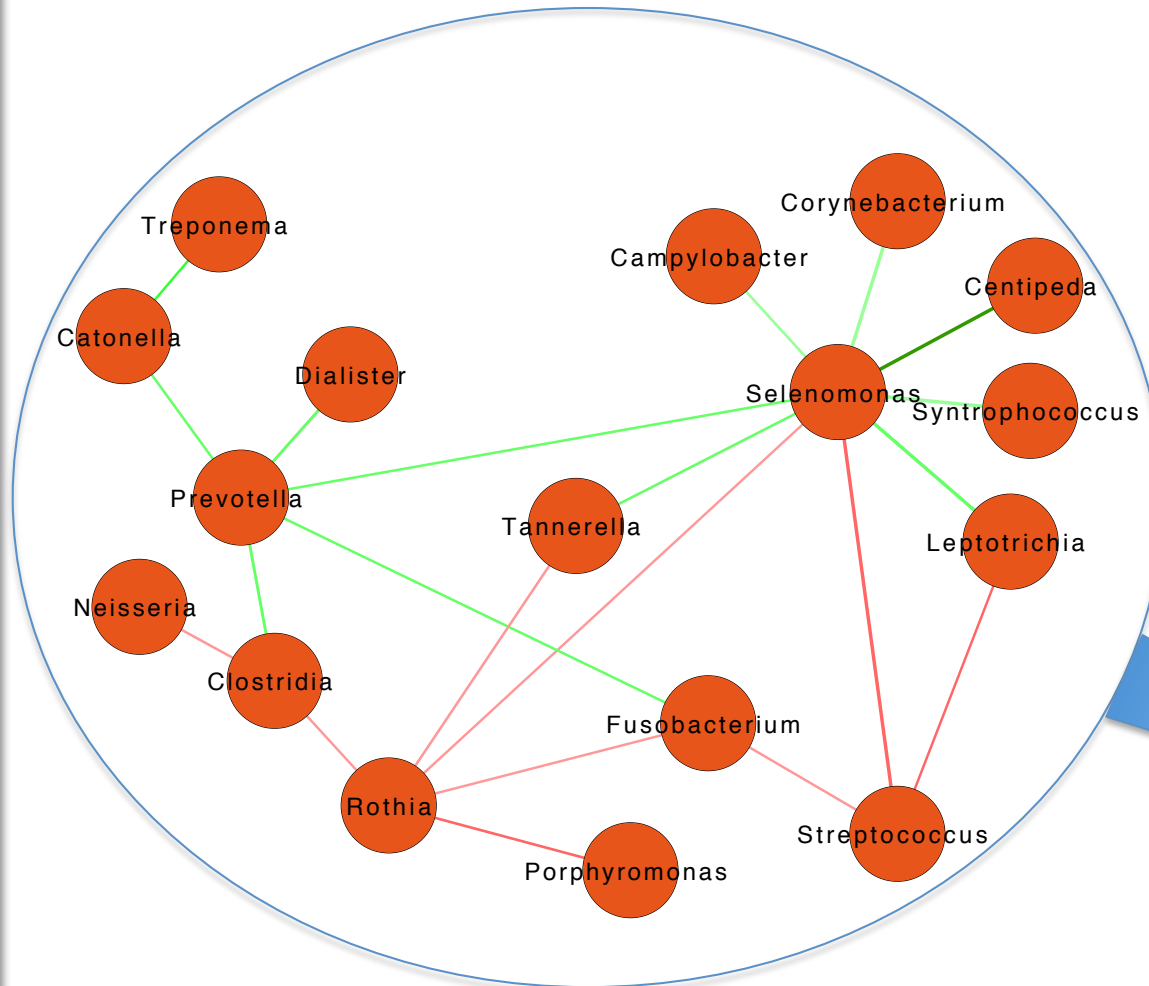 Corynebacterium
Treponema
Campylobacter
Centipeda
Catonella
Dialister
Selenomonas
Syntrophococcus
Prevotella
Tannerella
Leptotrichia
Neisseria
Clostridia
Fusobacterium
Rothia
Streptococcus
Porphyromonas